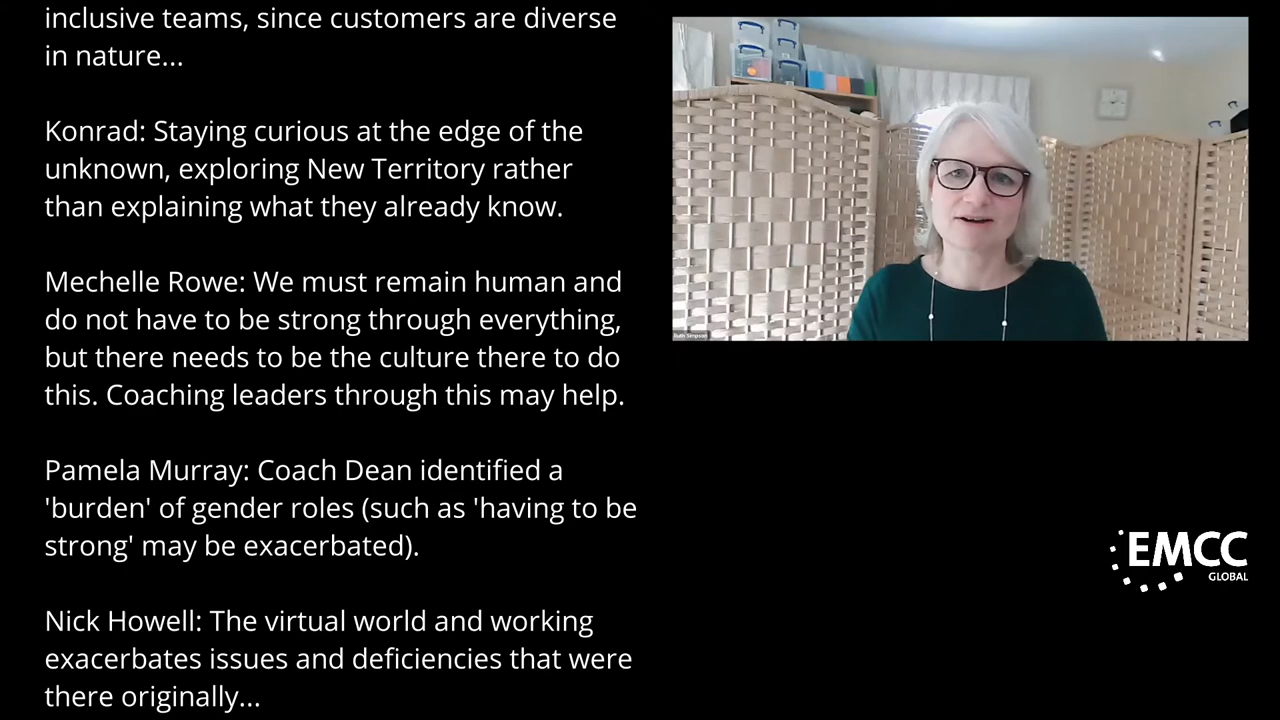 inclusive teams, since customers are diverse
in nature...
Konrad: Staying curious at the edge of the
unknown, exploring New Territory rather
than explaining what they already know.
Mechelle Rowe: We must remain human and
do not have to be strong through everything,
but there needs to be the culture there to do
this. Coaching leaders through this may help.
Pamela Murray: Coach Dean identified a
'burden' of gender roles (such as 'having to be
strong' may be exacerbated).
Nick Howell: The virtual world and working
exacerbates issues and deficiencies that were
there originally...
Ruth Simpson
EMCC
GLOBAL